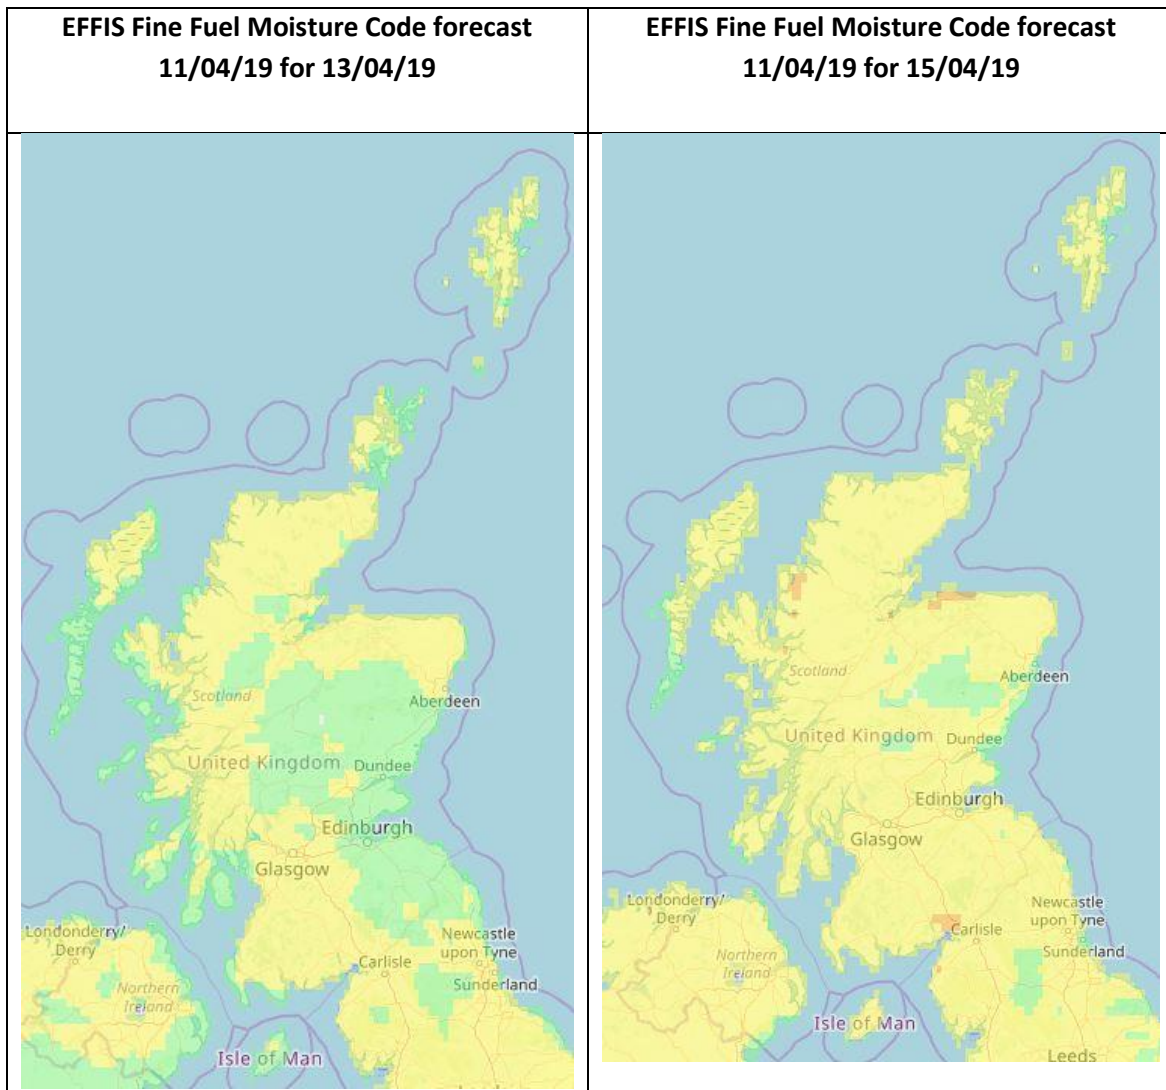 EFFIS Fine Fuel Moisture Code forecast
11/04/19 for 13/04/19
EFFIS Fine Fuel Moisture Code forecast
11/04/19 for 15/04/19
Scotland
Aberdeen
United Kingdom
Dundee
Edinburgh
Glasgow
Londonderry/
Derry
Newcastle
upon Tyne
Carlisle
Sunderland
Northern
Ireland
Isle of Man
Scotland
Aberdeen
United Kingdom
Dundee
Edinburgh
Glasgow
Londonderry/
Derry
Newcastle
upon Tyne
Carlisle
Sunderland
Northern
Ireland
Isle of Man
Leeds